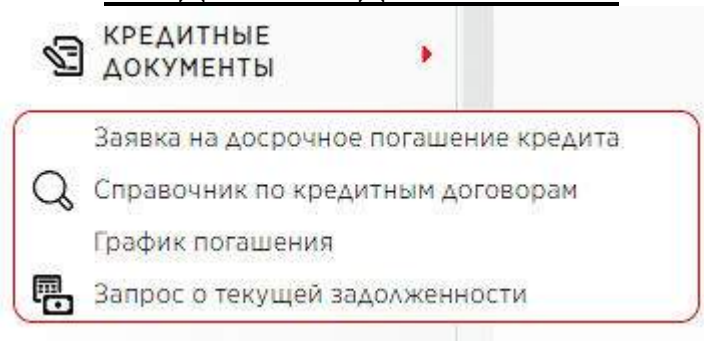 КРЕДИТНЫЕ
ДОКУМЕНТЫ
Заявка на досрочное погашение кредита
Справочник по кредитным договорам
График погашения
Запрос о текущей задолженности